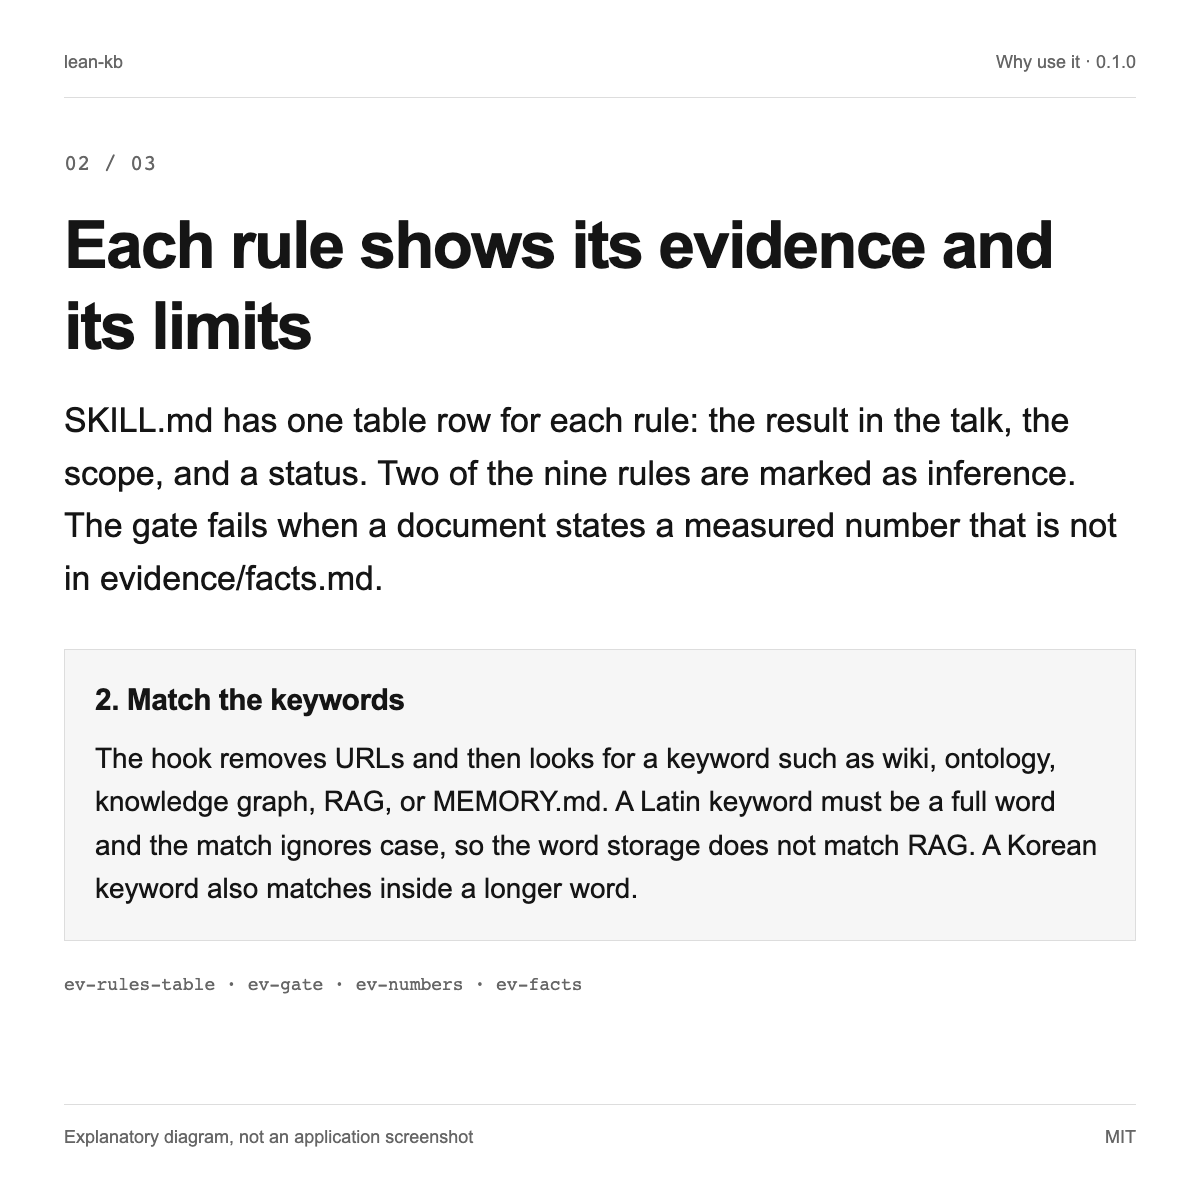 lean-kb
Why use it · 0.1.0
02 / 03
Each rule shows its evidence and
its limits
SKILL.md has one table row for each rule: the result in the talk, the
scope, and a status. Two of the nine rules are marked as inference.
The gate fails when a document states a measured number that is not
in evidence/facts.md.
2. Match the keywords
The hook removes URLs and then looks for a keyword such as wiki, ontology,
knowledge graph, RAG, or MEMORY.md. A Latin keyword must be a full word
and the match ignores case, so the word storage does not match RAG. A Korean
keyword also matches inside a longer word.
ev-rules-table · ev-gate · ev-numbers · ev-facts
Explanatory diagram, not an application screenshot
MIT